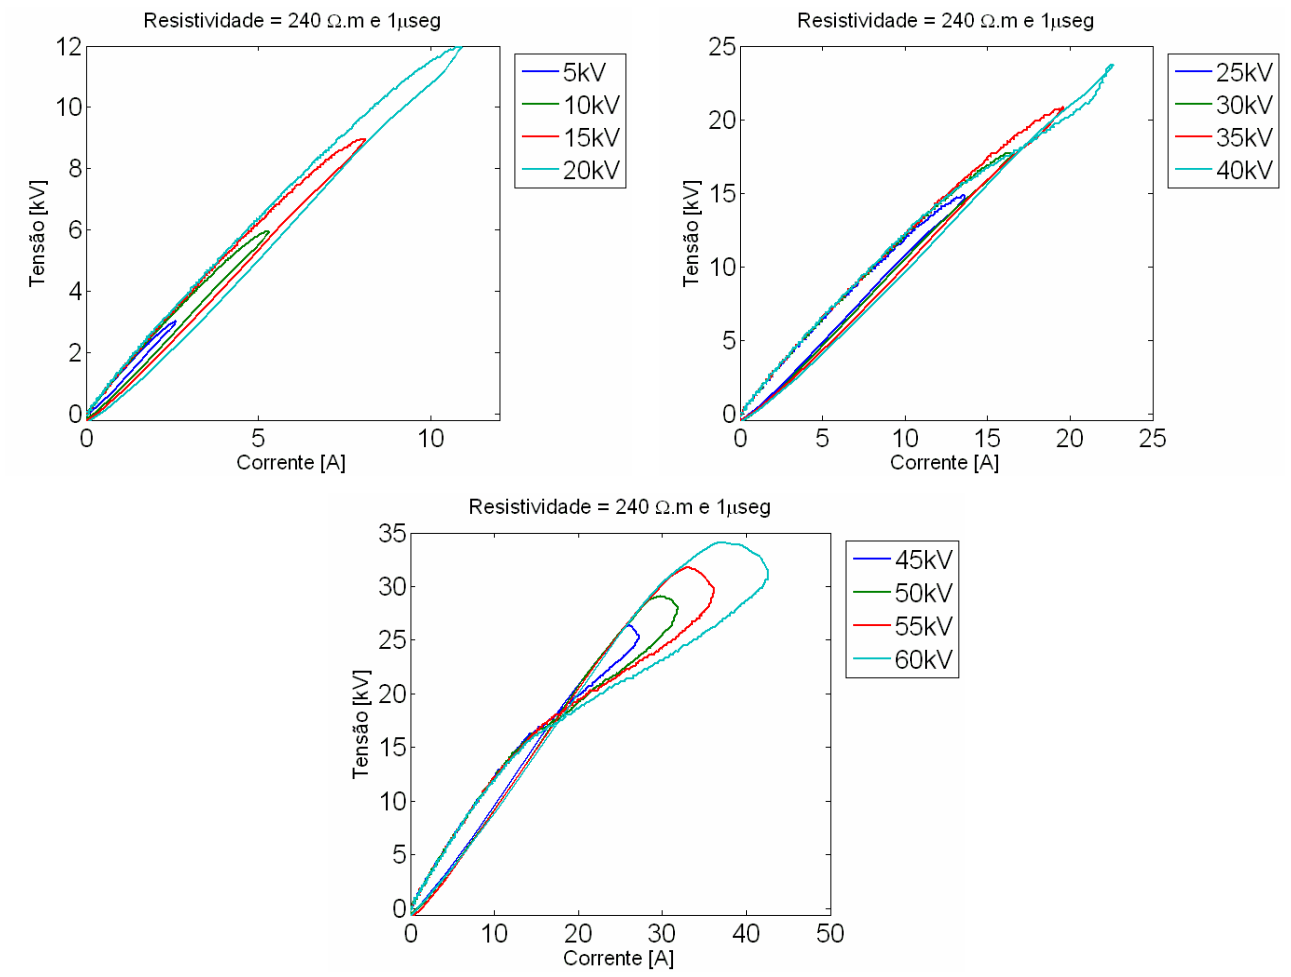 Resistividade = 240 Ω.m e 1μseg
12
10
8
6
4
2
0
0
5
10
Tensão [kV]
Corrente [A]
5kV
10kV
15kV
20kV
Resistividade = 240 Ω.m e 1μseg
25
20
15
10
5
0
0
5
10
15
20
25
Tensão [kV]
Corrente [A]
25kV
30kV
35kV
40kV
Resistividade = 240 Ω.m e 1μseg
35
30
25
20
15
10
5
0
0
10
20
30
40
50
Tensão [kV]
Corrente [A]
45kV
50kV
55kV
60kV